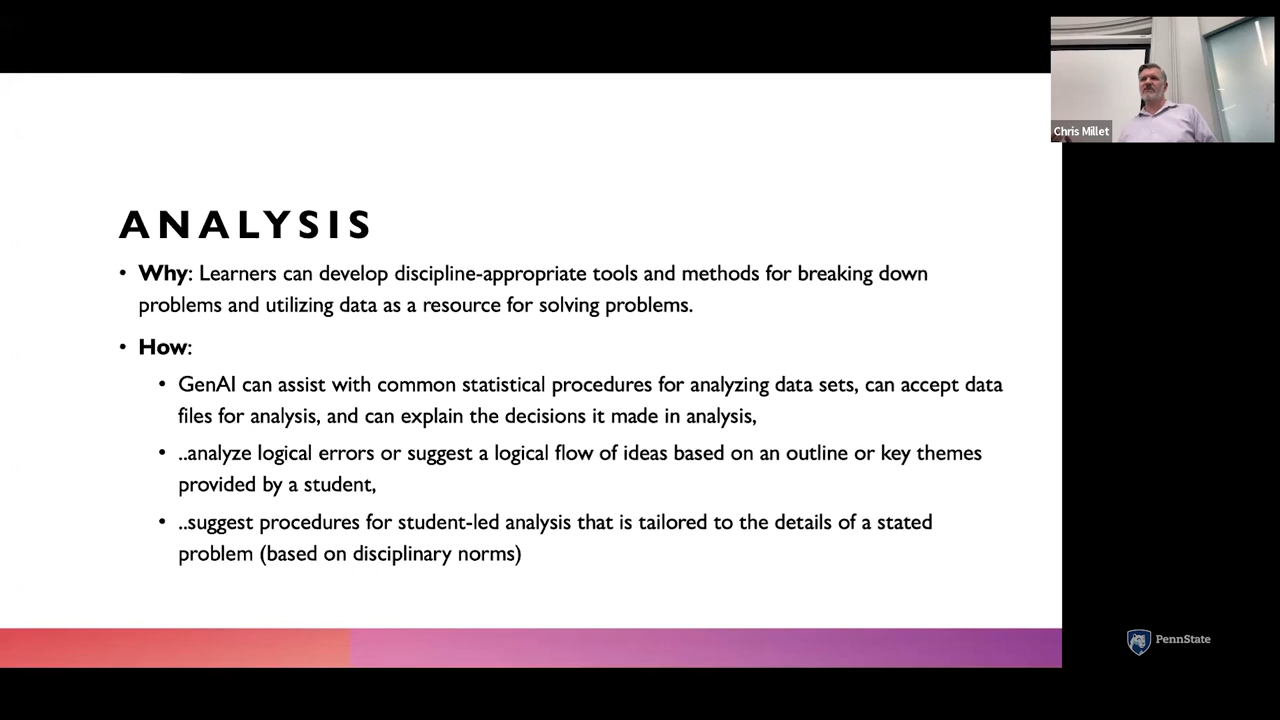 Chris Millet
ANALYSIS
• Why: Learners can develop discipline-appropriate tools and methods for breaking down
problems and utilizing data as a resource for solving problems.
• How:
• GenAI can assist with common statistical procedures for analyzing data sets, can accept data
files for analysis, and can explain the decisions it made in analysis,
• ..analyze logical errors or suggest a logical flow of ideas based on an outline or key themes
provided by a student,
• ..suggest procedures for student-led analysis that is tailored to the details of a stated
problem (based on disciplinary norms)
PennState